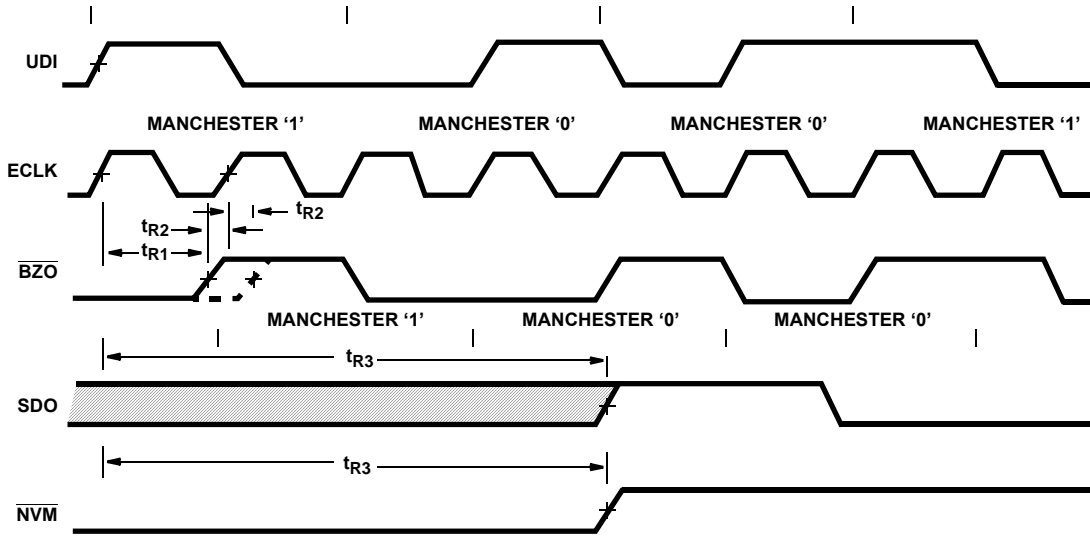 UDI
MANCHESTER ‘1’ MANCHESTER ‘0’ MANCHESTER ‘0’ MANCHESTER ‘1’
ECLK
tR2
tR2
tR1
BZO
MANCHESTER ‘1’ MANCHESTER ‘0’ MANCHESTER ‘0’
tR3
SDO
tR3
NVM